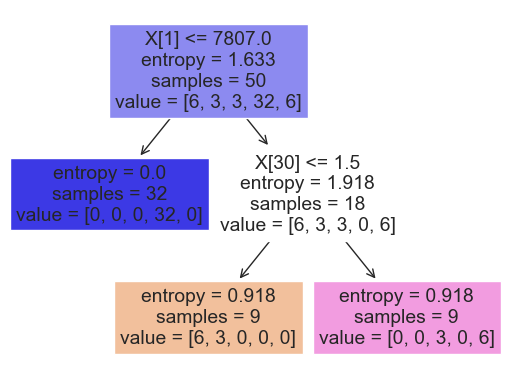 X[1] <= 7807.0
entropy = 1.633
samples = 50
value = [6, 3, 3, 32, 6]
entropy = 0.0
samples = 32
value = [0, 0, 0, 32, 0]
X[30] <= 1.5
entropy = 1.918
samples = 18
value = [6, 3, 3, 0, 6]
entropy = 0.918
samples = 9
value = [6, 3, 0, 0, 0]
entropy = 0.918
samples = 9
value = [0, 0, 3, 0, 6]